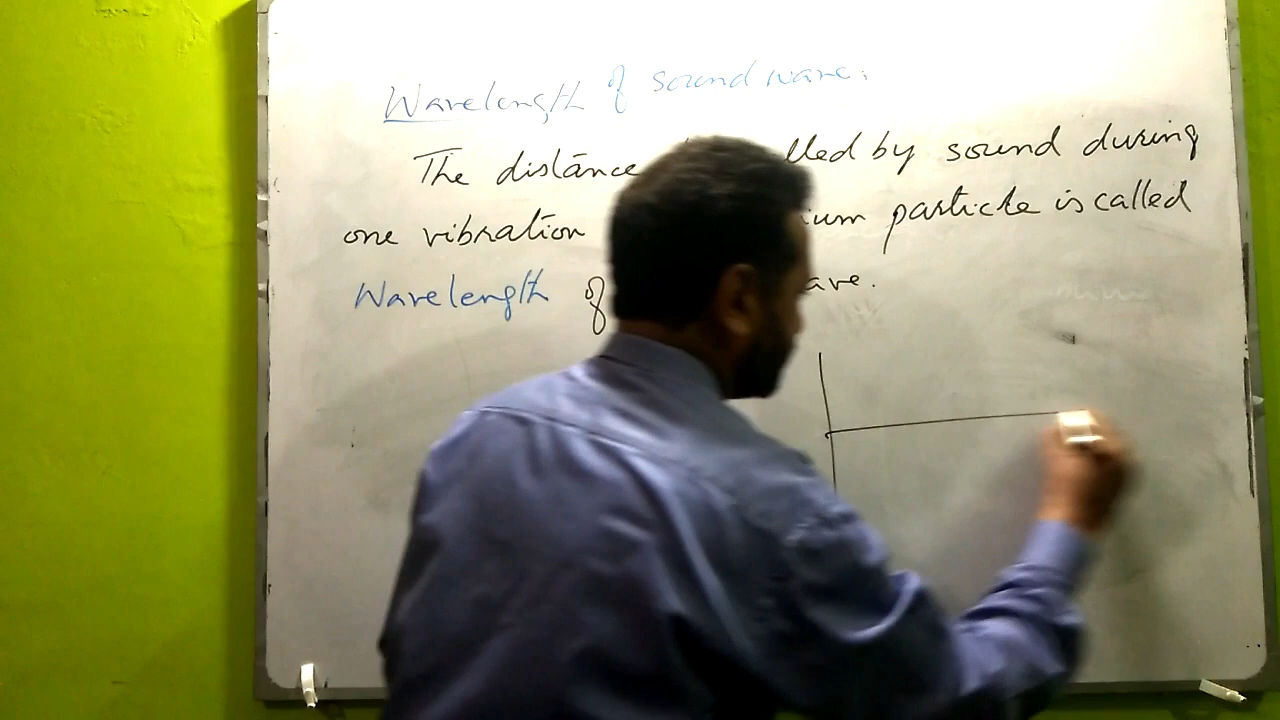 Wavelength of sound wave.
The distance lled by sound during
one vibration ium particle is called
Wavelength of ave.